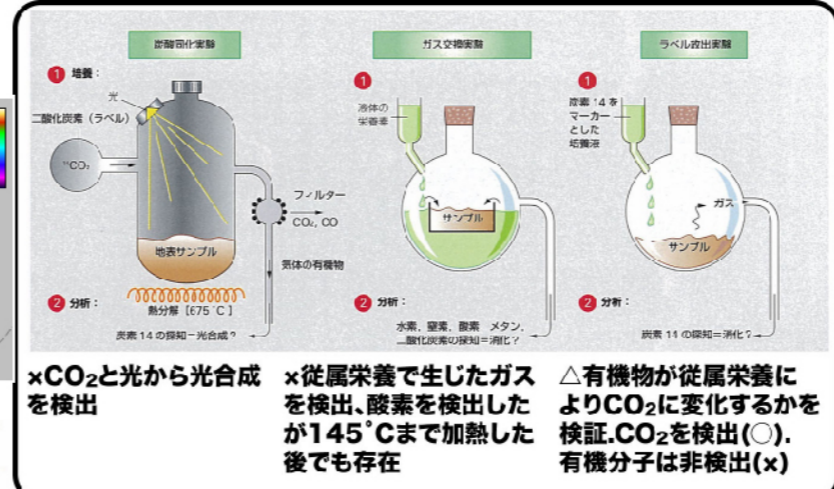 炭酸同化実験
1 培養:
光
二酸化炭素(ラベル)
¹⁴CO₂
地表サンプル
フィルター
CO₂, CO
気体の有機物
2 分析:
熱分解 [675°C]
炭素14の探知=光合成?
×CO₂と光から光合成
を検出
ガス交換実験
1
液体の
栄養素
サンプル
2 分析:
水素、窒素、酸素 メタン、
二酸化炭素の探知=消化?
×従属栄養で生じたガス
を検出、酸素を検出した
が145°Cまで加熱した
後でも存在
ラベル放出実験
1
炭素14を
マーカー
とした
培養液
ガス
サンプル
2 分析:
炭素14の探知=消化?
△有機物が従属栄養に
よりCO₂に変化するかを
検証.CO₂を検出(○).
有機分子は非検出(×)